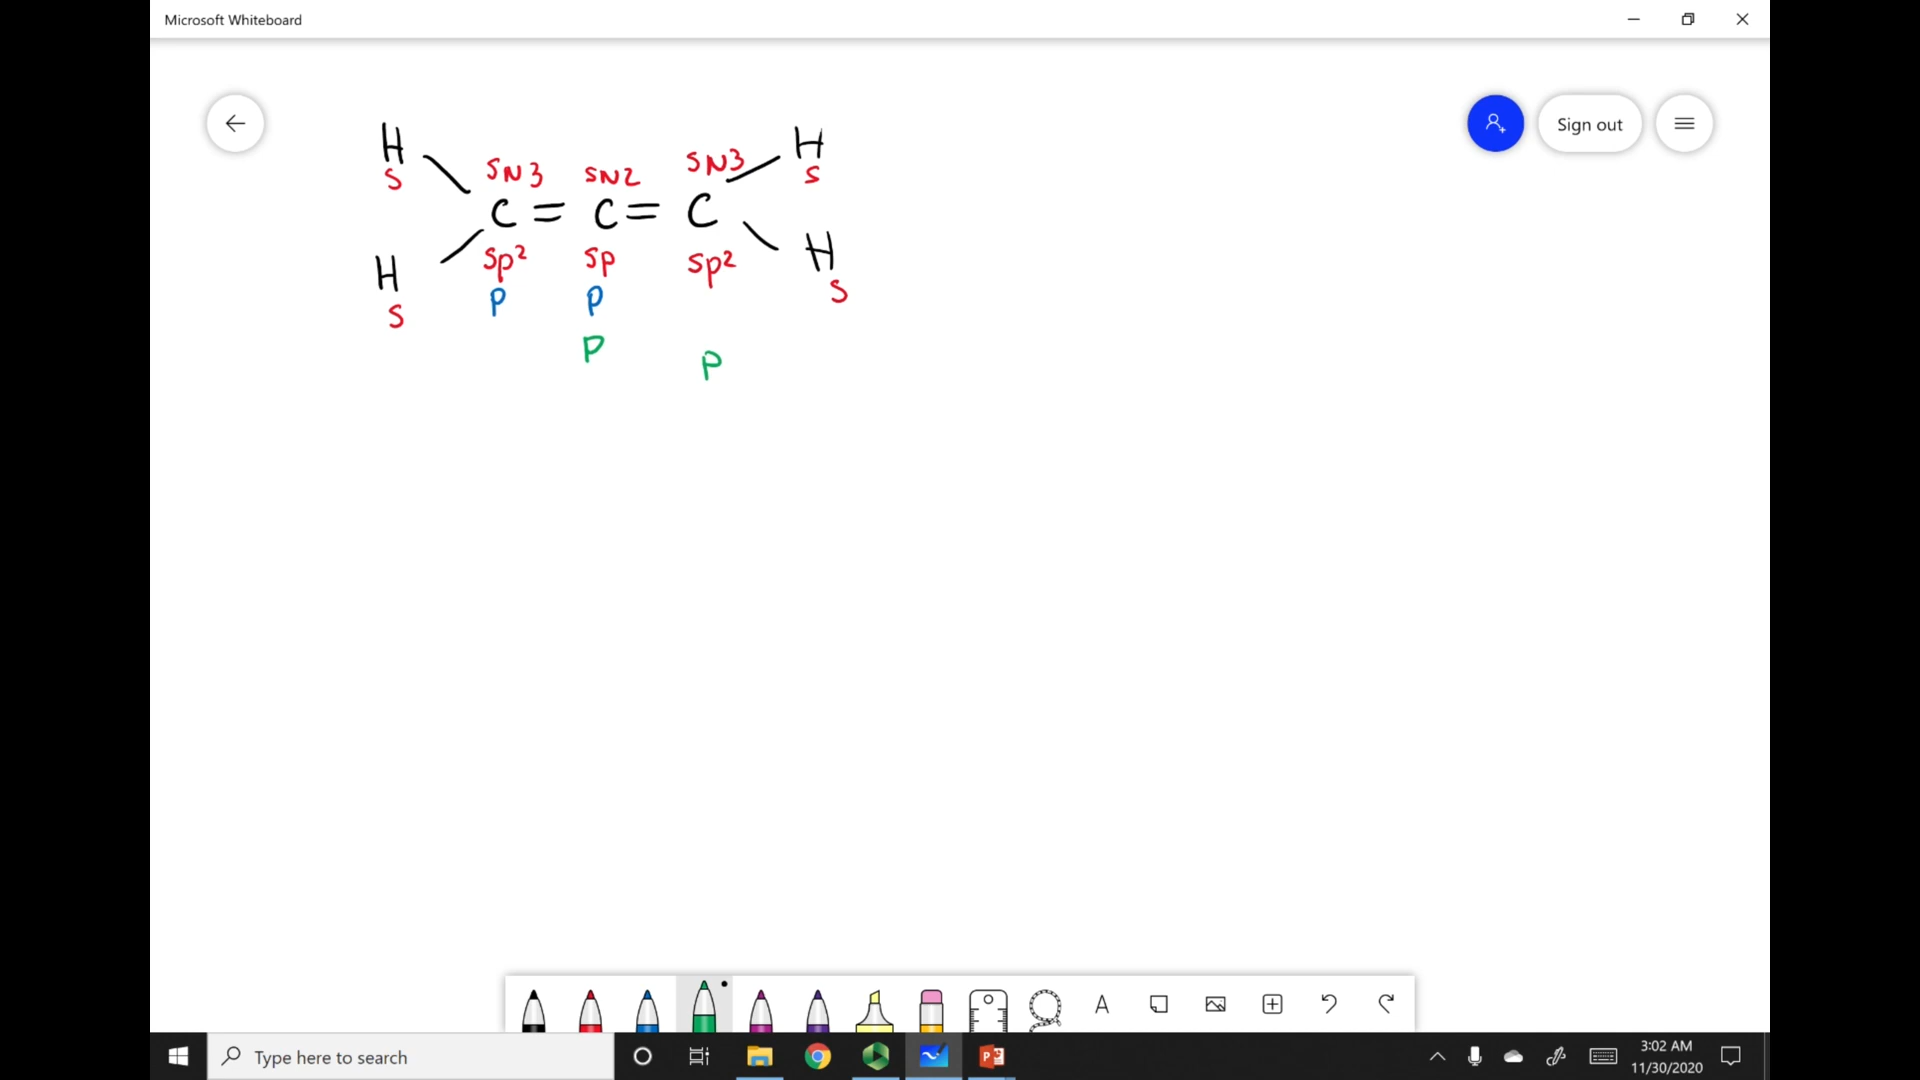 Microsoft Whiteboard
Sign out
H SN3 SN2 SN3 H
S S
C = C = C
H sp² sp sp² H
S P P S
P P
A
Type here to search
3:02 AM
11/30/2020